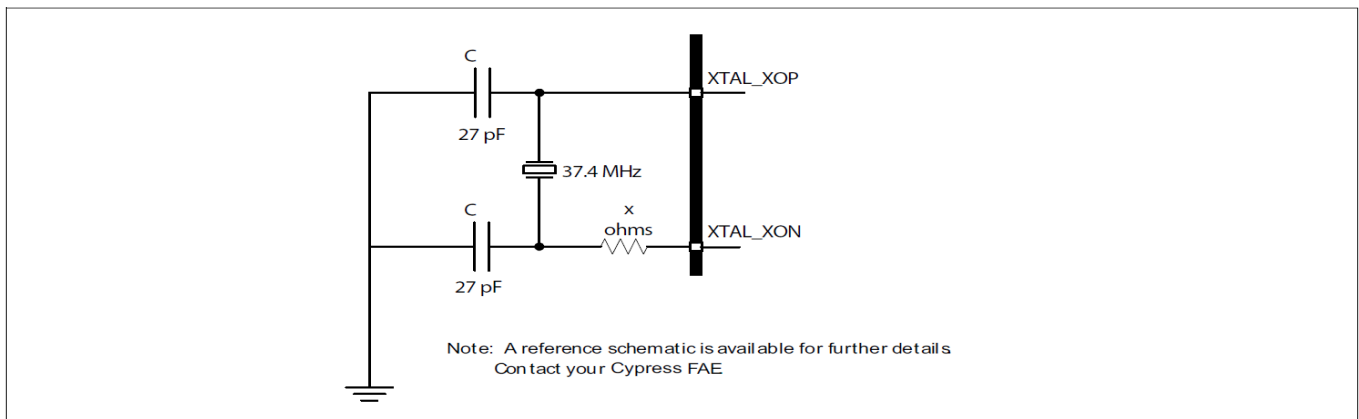 C
XTAL_XOP
27 pF
37.4 MHz
C
x
ohms
XTAL_XON
27 pF
Note: A reference schematic is available for further details.
Contact your Cypress FAE